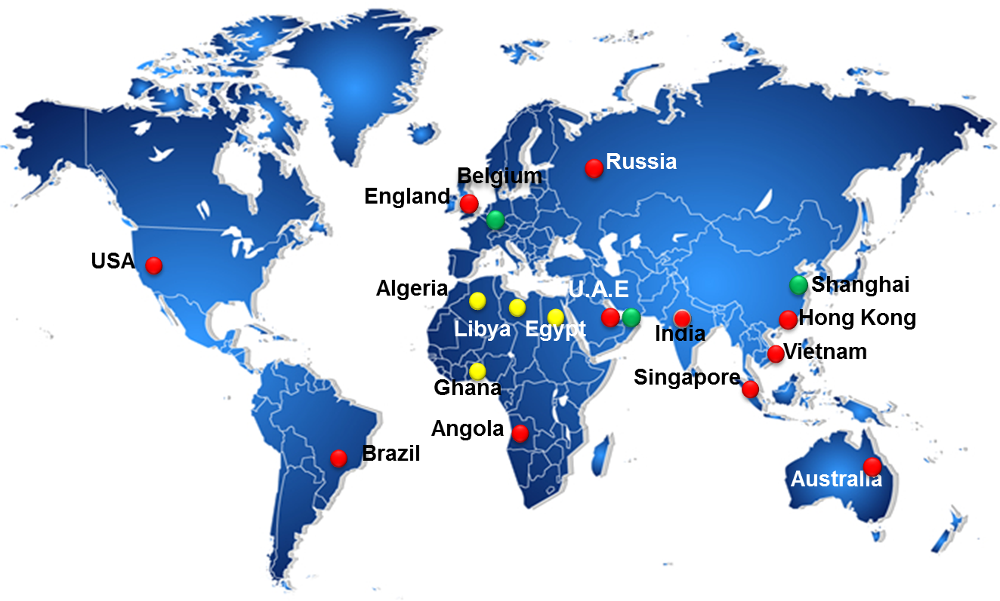 Russia
Belgium
England
USA
Algeria
U.A.E
Shanghai
Hong Kong
Libya
Egypt
India
Vietnam
Singapore
Ghana
Angola
Brazil
Australia